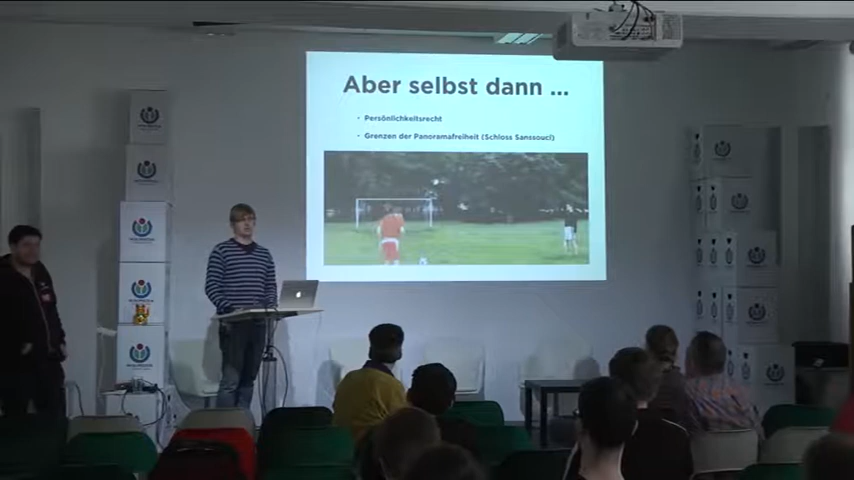 Aber selbst dann ...
• Persönlichkeitsrecht
• Grenzen der Panoramafreiheit (Schloss Sanssouci)